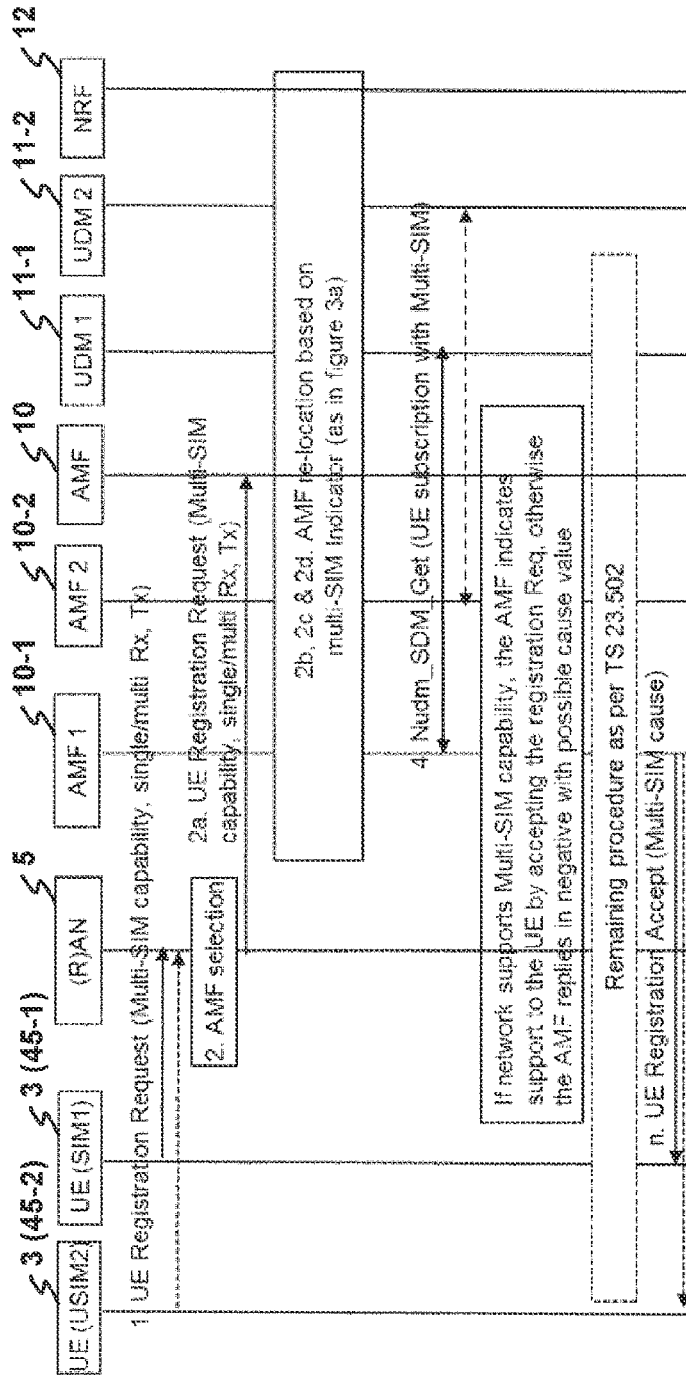 3 (45-2)
3 (45-1)
5
10-1
10-2
10
11-1
11-2
12
UE (USIM2)
UE (SIM1)
(R)AN
AMF 1
AMF 2
AMF
UDM 1
UDM 2
NRF
1. UE Registration Request (Multi-SIM capability, single/multi Rx, Tx)
2. AMF selection
2a. UE Registration Request (Multi-SIM
capability, single/multi Rx, Tx)
2b, 2c & 2d. AMF re-location based on
multi-SIM Indicator (as in figure 3a)
4. Nudm_SDM_Get (UE subscription with Multi-SIM)
If network supports Multi-SIM capability, the AMF indicates
support to the UE by accepting the registration Req, otherwise
the AMF replies in negative with possible cause value
Remaining procedure as per TS 23.502
n. UE Registration Accept (Multi-SIM cause)